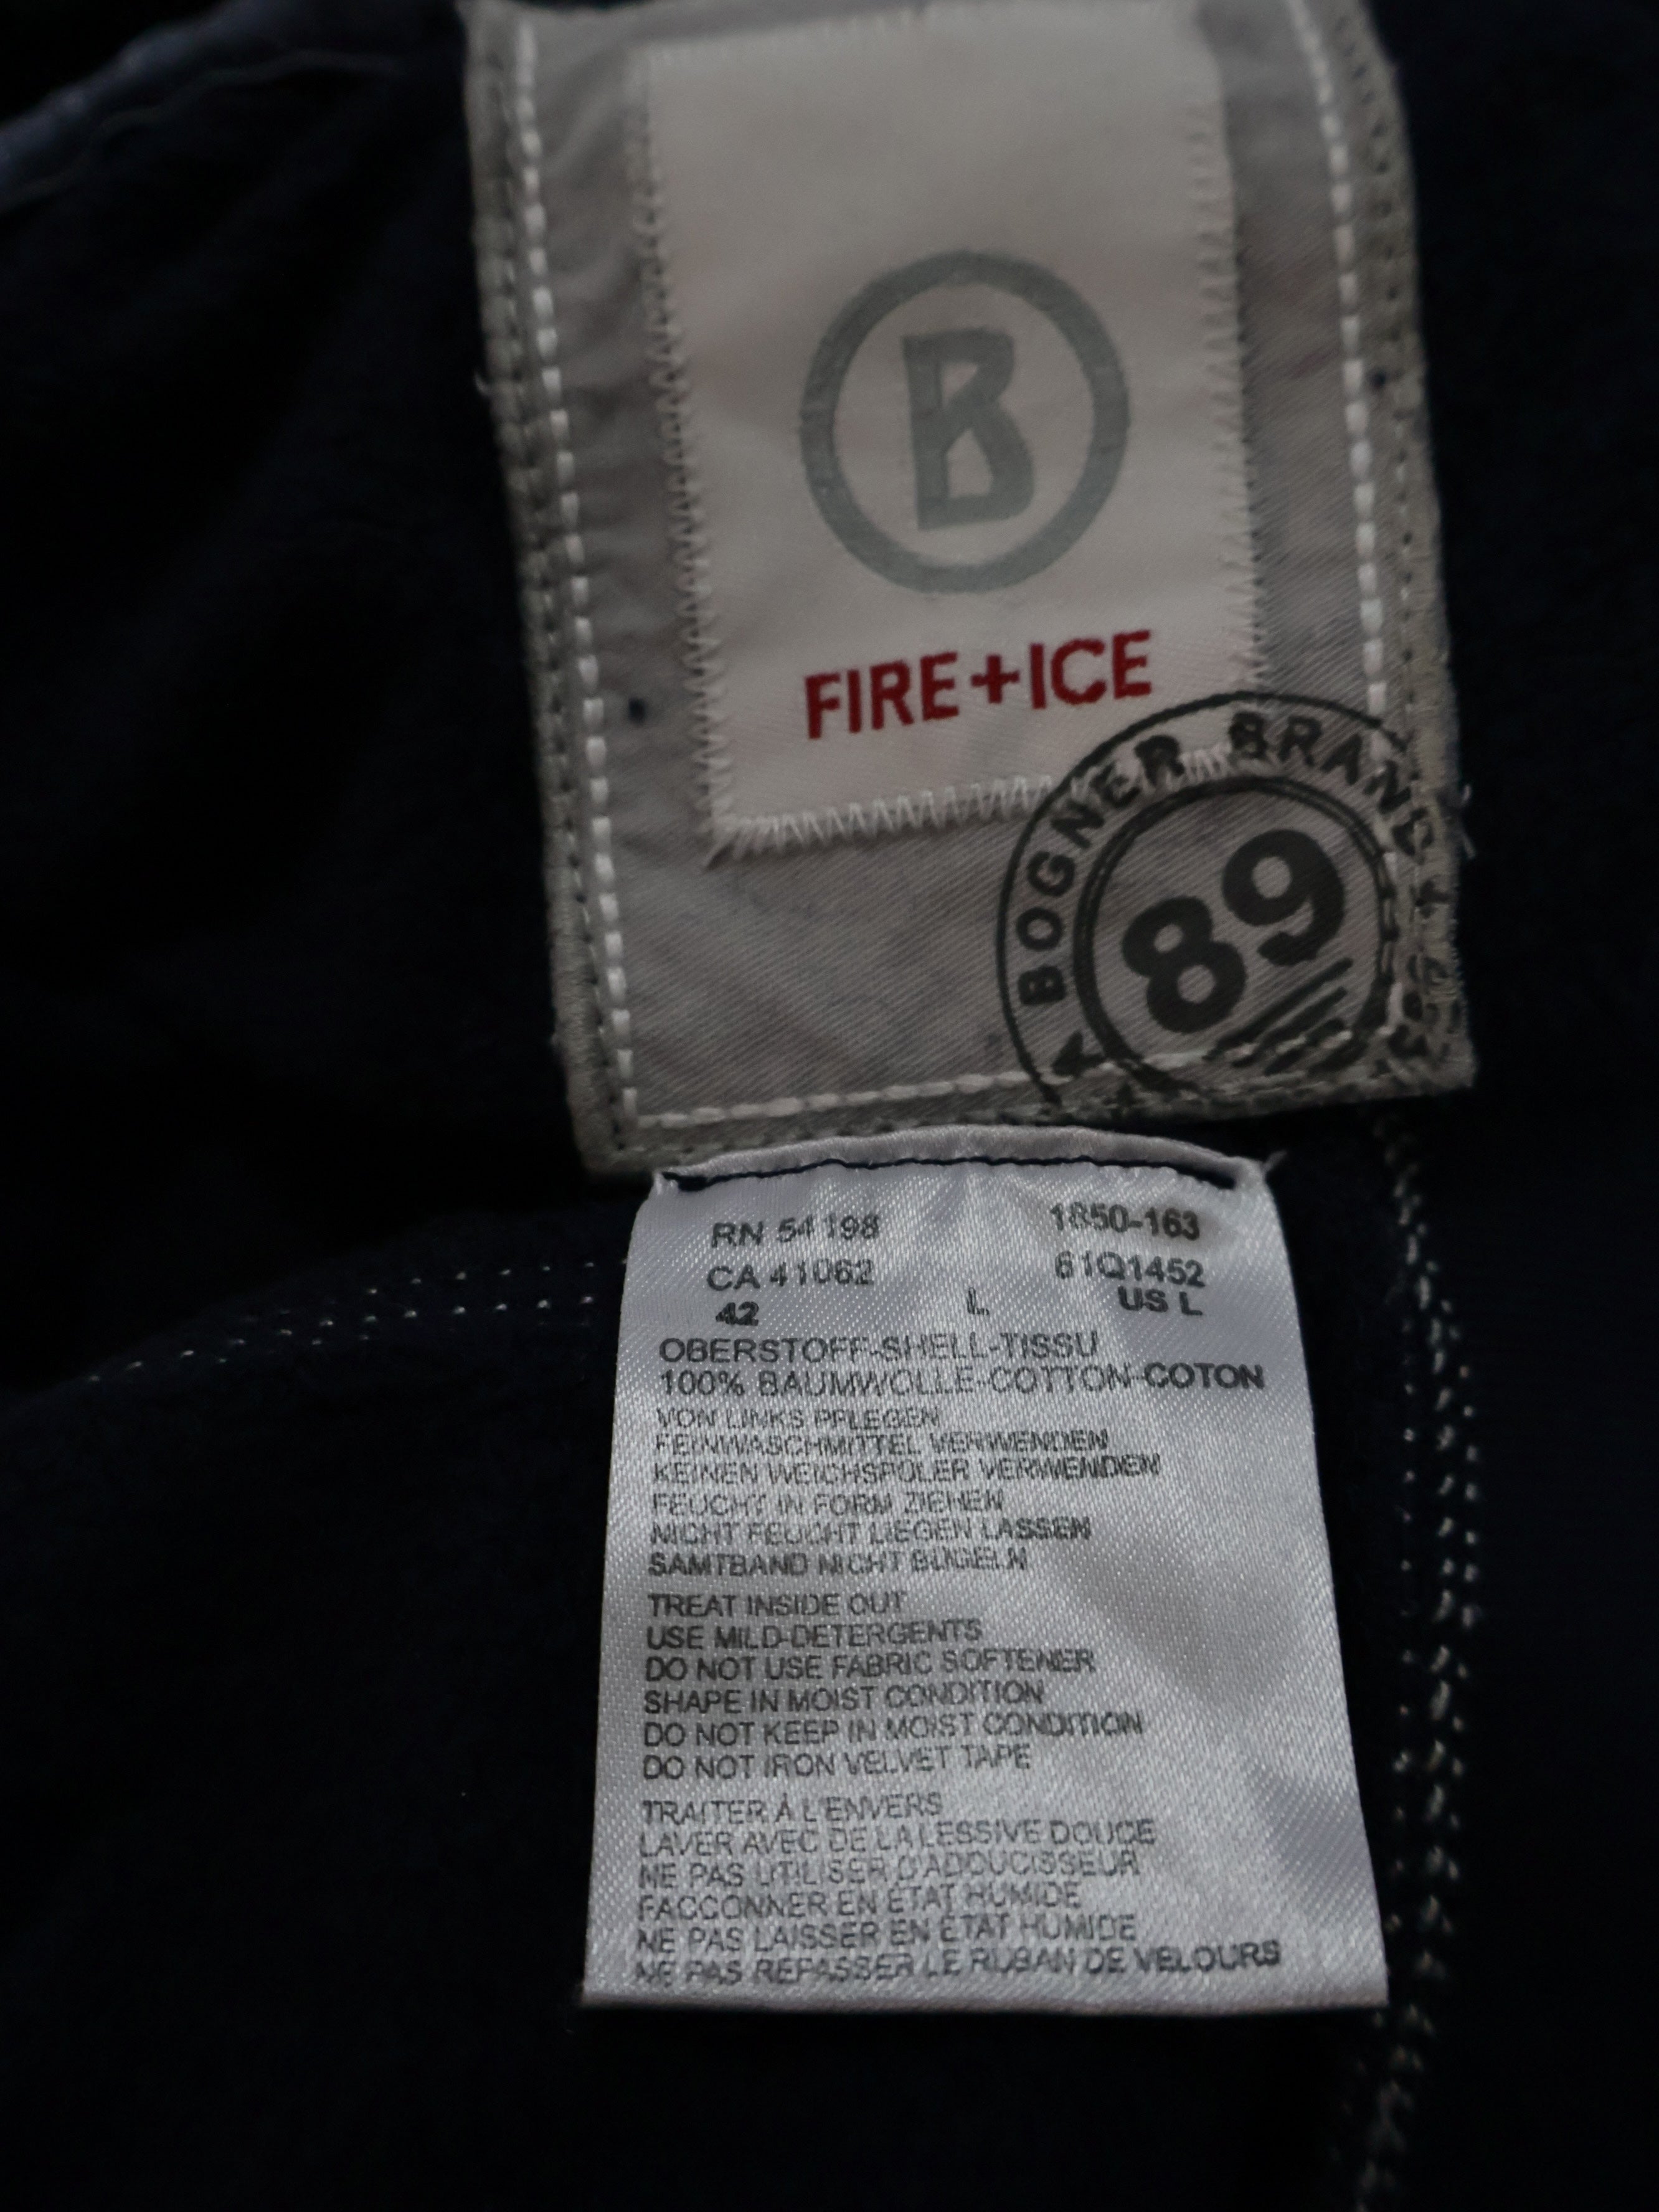 B
FIRE+ICE
BOGNER BRAND
89
RN 54198 1850-163
CA 41062 61Q1452
42 L US L
OBERSTOFF-SHELL-TISSU
100% BAUMWOLLE-COTTON-COTON
VON LINKS PFLEGEN
FEINWASCHMITTEL VERWENDEN
KEINEN WEICHSPÜLER VERWENDEN
FEUCHT IN FORM ZIEHEN
NICHT FEUCHT LIEGEN LASSEN
SAMTBAND NICHT BÜGELN
TREAT INSIDE OUT
USE MILD-DETERGENTS
DO NOT USE FABRIC SOFTENER
SHAPE IN MOIST CONDITION
DO NOT KEEP IN MOIST CONDITION
DO NOT IRON VELVET TAPE
TRAITER À L'ENVERS
LAVER AVEC DE LA LESSIVE DOUCE
NE PAS UTILISER D'ADOUCISSEUR
FACCONNER EN ÉTAT HUMIDE
NE PAS LAISSER EN ÉTAT HUMIDE
NE PAS REPASSER LE RUBAN DE VELOURS